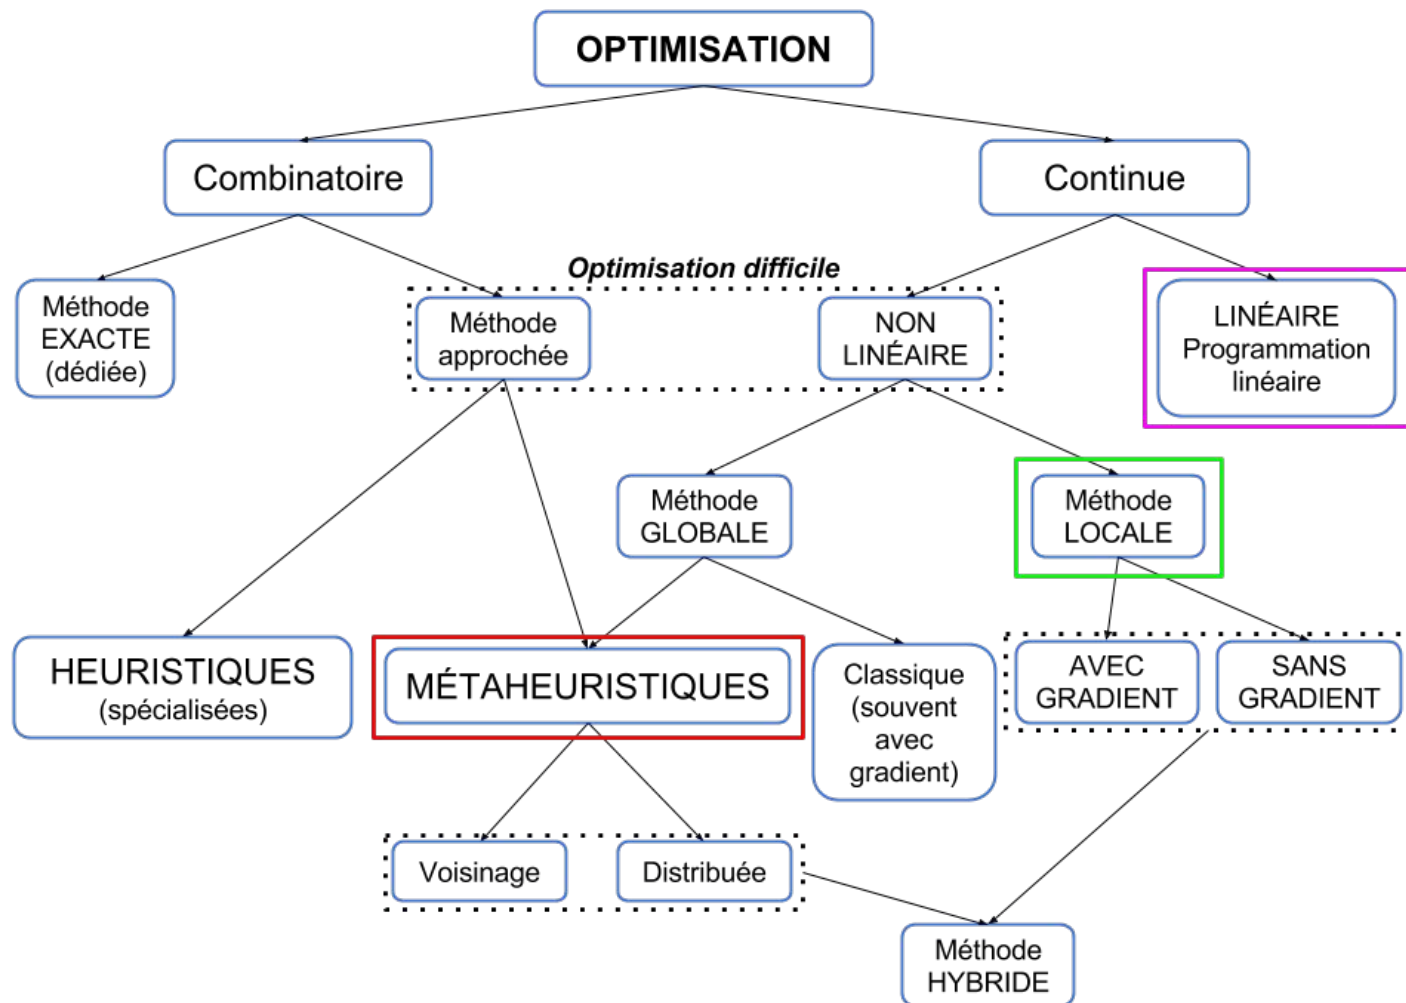 OPTIMISATION
Combinatoire
Continue
Optimisation difficile
Méthode
EXACTE
(dédiée)
Méthode
approchée
NON
LINÉAIRE
LINÉAIRE
Programmation
linéaire
Méthode
GLOBALE
Méthode
LOCALE
HEURISTIQUES
(spécialisées)
MÉTAHEURISTIQUES
Classique
(souvent
avec
gradient)
AVEC
GRADIENT
SANS
GRADIENT
Voisinage
Distribuée
Méthode
HYBRIDE